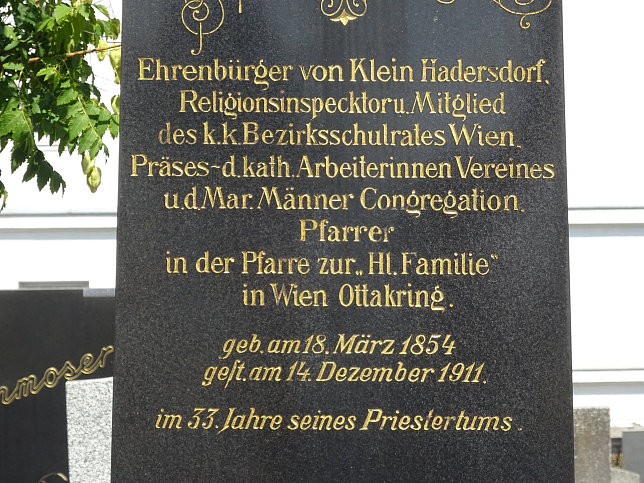 Ehrenbürger von Klein Hadersdorf,
Religionsinspecktor u. Mitglied
des k.k. Bezirksschulrates Wien.
Präses-d. kath. Arbeiterinnen Vereines
u.d. Mar. Männer Congregation.
Pfarrer
in der Pfarre zur „Hl. Familie"
in Wien Ottakring.
geb. am 18. März 1854
gest. am 14. Dezember 1911.
im 33. Jahre seines Priestertums.